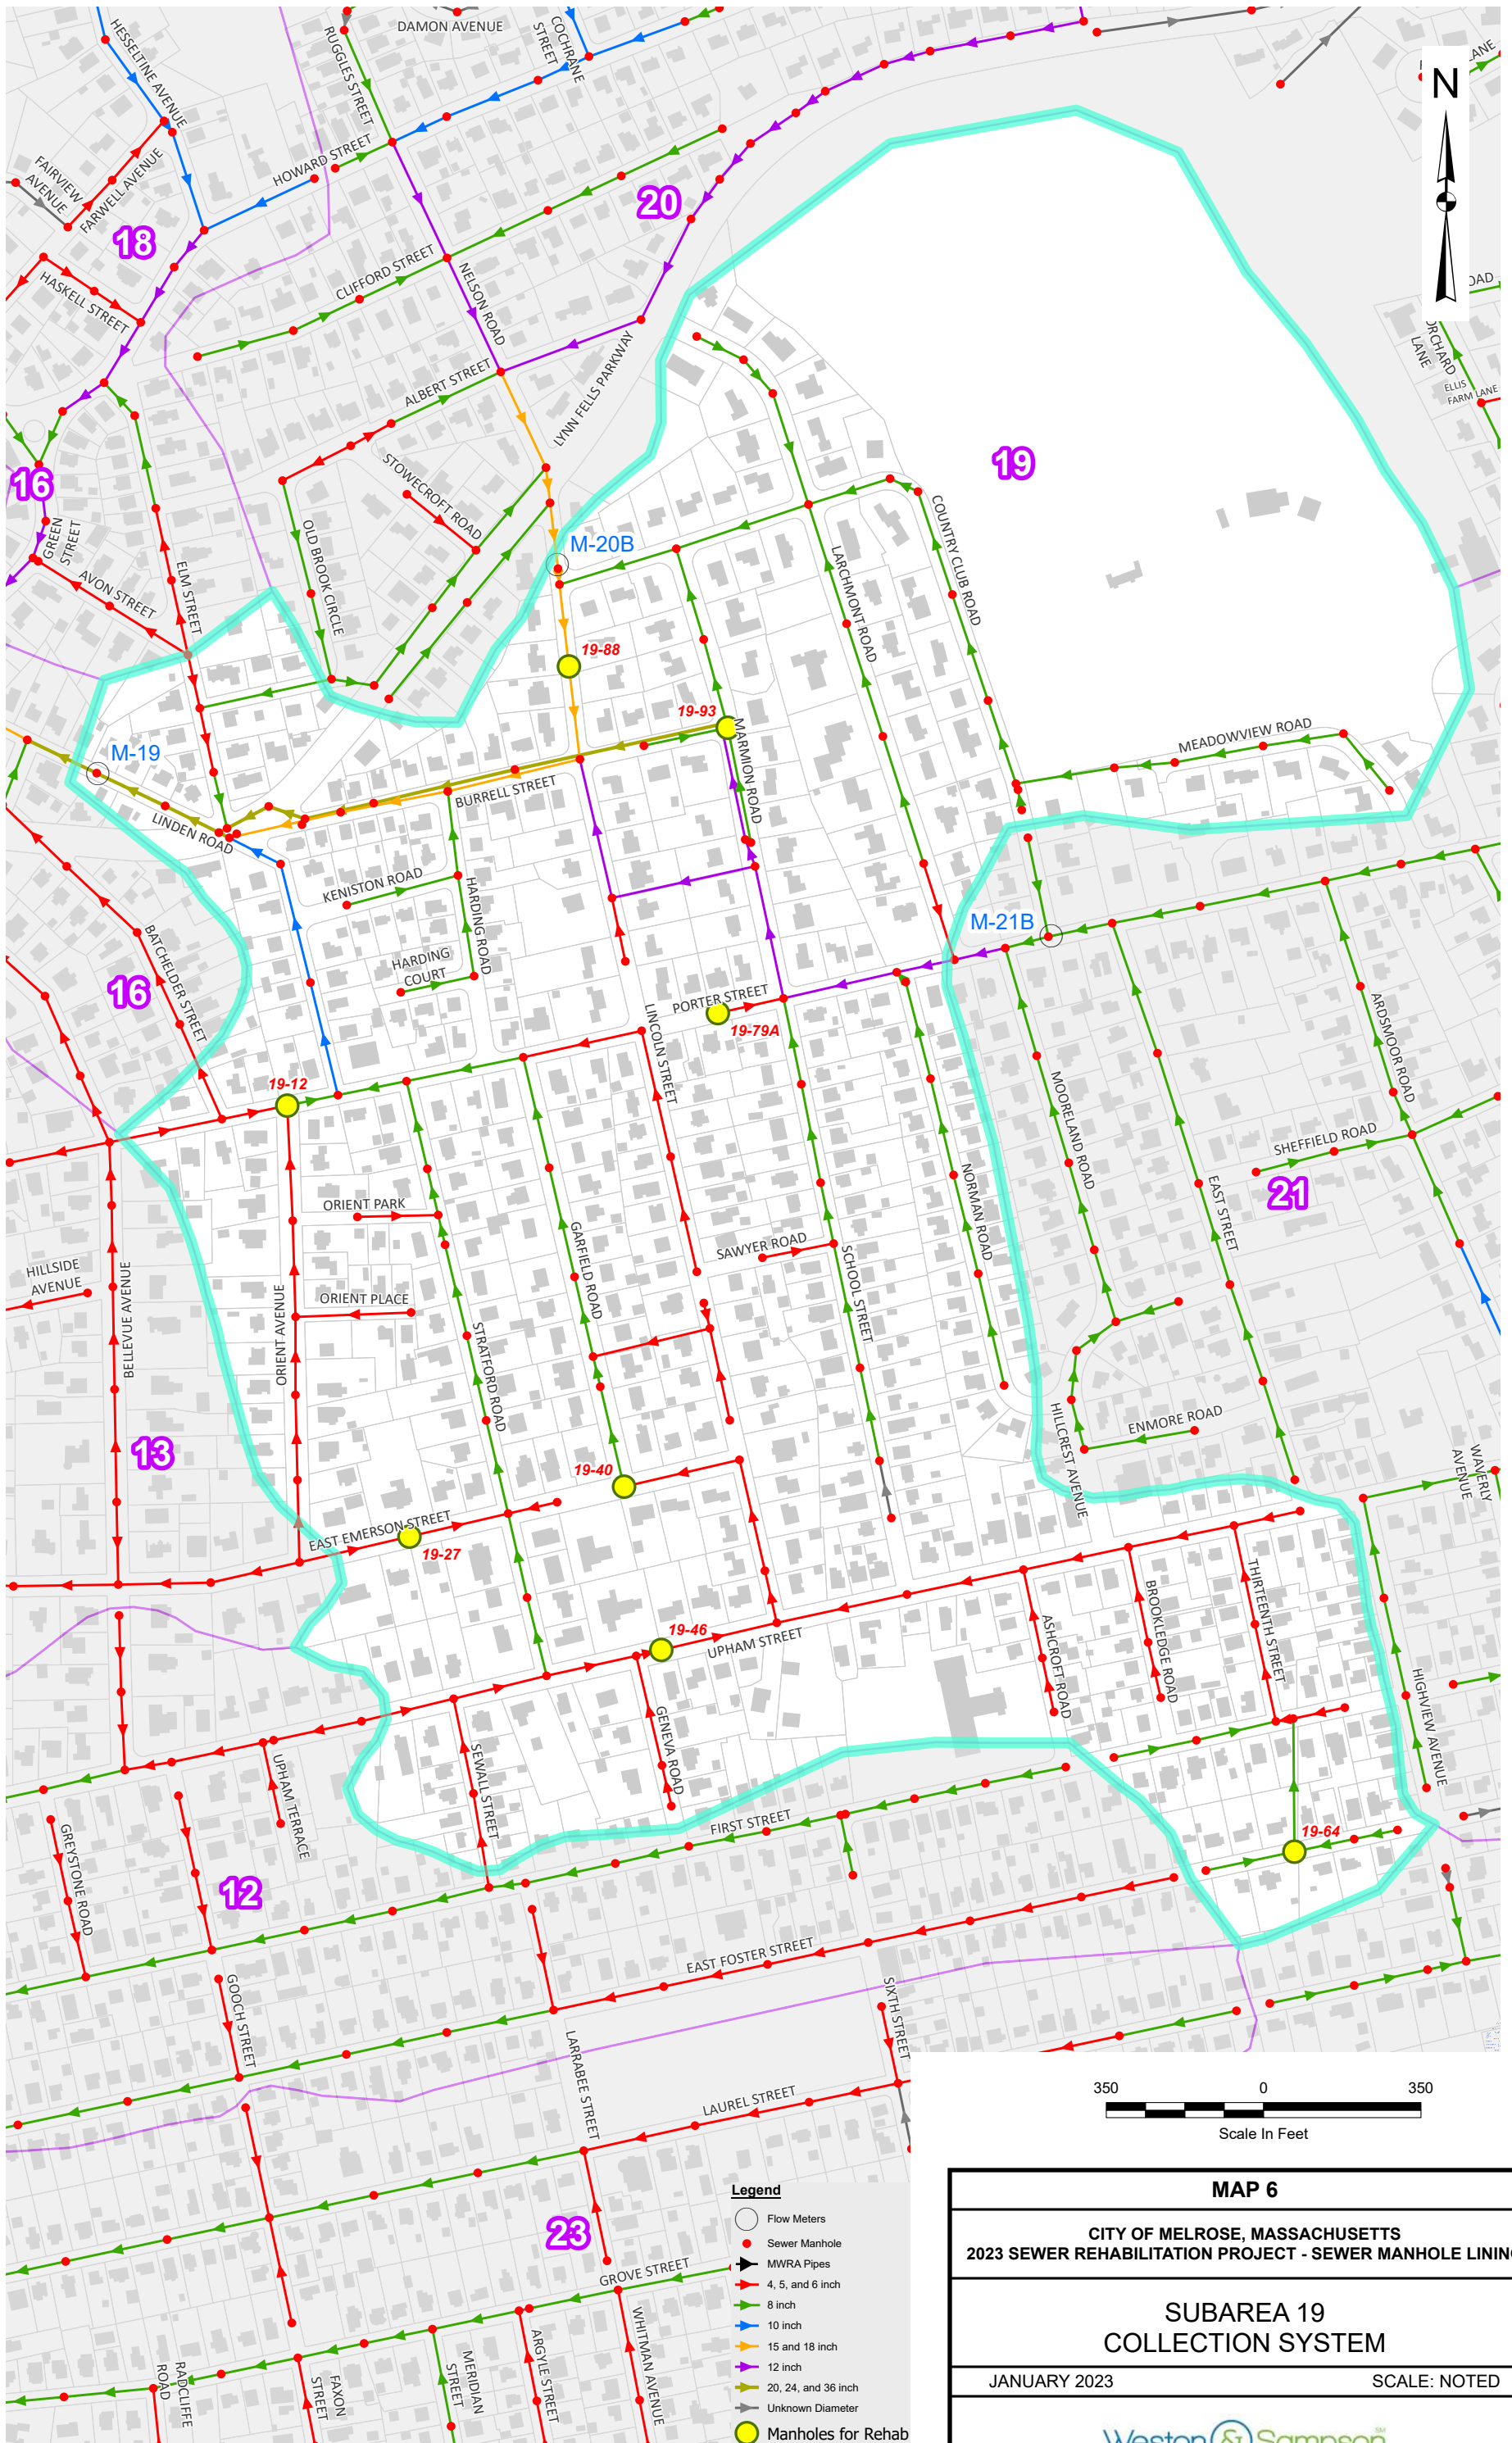 HESSELTINE AVENUE
RUGGLES STREET
DAMON AVENUE
COCHRANE
STREET
LANE
N
FAIRVIEW
AVENUE
FARWELL AVENUE
HOWARD STREET
18
20
HASKELL STREET
CLIFFORD STREET
NELSON ROAD
LYNN FELLS PARKWAY
ALBERT STREET
OAD
ORCHARD
LANE
ELLIS
FARM LANE
STOWECROFT ROAD
16
GREEN
STREET
19
AVON STREET
ELM STREET
OLD BROOK CIRCLE
M-20B
LARCHMONT ROAD
COUNTRY CLUB ROAD
19-88
19-93
MARMION ROAD
MEADOWVIEW ROAD
M-19
BURRELL STREET
LINDEN ROAD
KENISTON ROAD
HARDING ROAD
HARDING
COURT
M-21B
BATCHELDER STREET
16
PORTER STREET
19-79A
LINCOLN STREET
ARDSMOOR ROAD
19-12
MOORELAND ROAD
SHEFFIELD ROAD
21
ORIENT PARK
NORMAN ROAD
EAST STREET
GARFIELD ROAD
SAWYER ROAD
SCHOOL STREET
HILLSIDE
AVENUE
BELLEVUE AVENUE
ORIENT AVENUE
ORIENT PLACE
STRATFORD ROAD
HILLCREST AVENUE
ENMORE ROAD
WAVERLY
AVENUE
13
19-40
EAST EMERSON STREET
19-27
19-46
UPHAM STREET
ASHCROFT ROAD
BROOKLEDGE ROAD
THIRTEENTH STREET
HIGHVIEW AVENUE
GENEVA ROAD
SEWALL STREET
UPHAM TERRACE
FIRST STREET
19-64
GREYSTONE ROAD
12
EAST FOSTER STREET
GOOCH STREET
SIXTH STREET
LARRABEE STREET
LAUREL STREET
350 0 350
Scale In Feet
23
GROVE STREET
WHITMAN AVENUE
ARGYLE STREET
MERIDIAN
STREET
FAXON
STREET
RADCLIFFE
ROAD
Legend
Flow Meters
Sewer Manhole
MWRA Pipes
4, 5, and 6 inch
8 inch
10 inch
15 and 18 inch
12 inch
20, 24, and 36 inch
Unknown Diameter
Manholes for Rehab
MAP 6
CITY OF MELROSE, MASSACHUSETTS
2023 SEWER REHABILITATION PROJECT - SEWER MANHOLE LINING
SUBAREA 19
COLLECTION SYSTEM
JANUARY 2023 SCALE: NOTED
Weston & Sampson